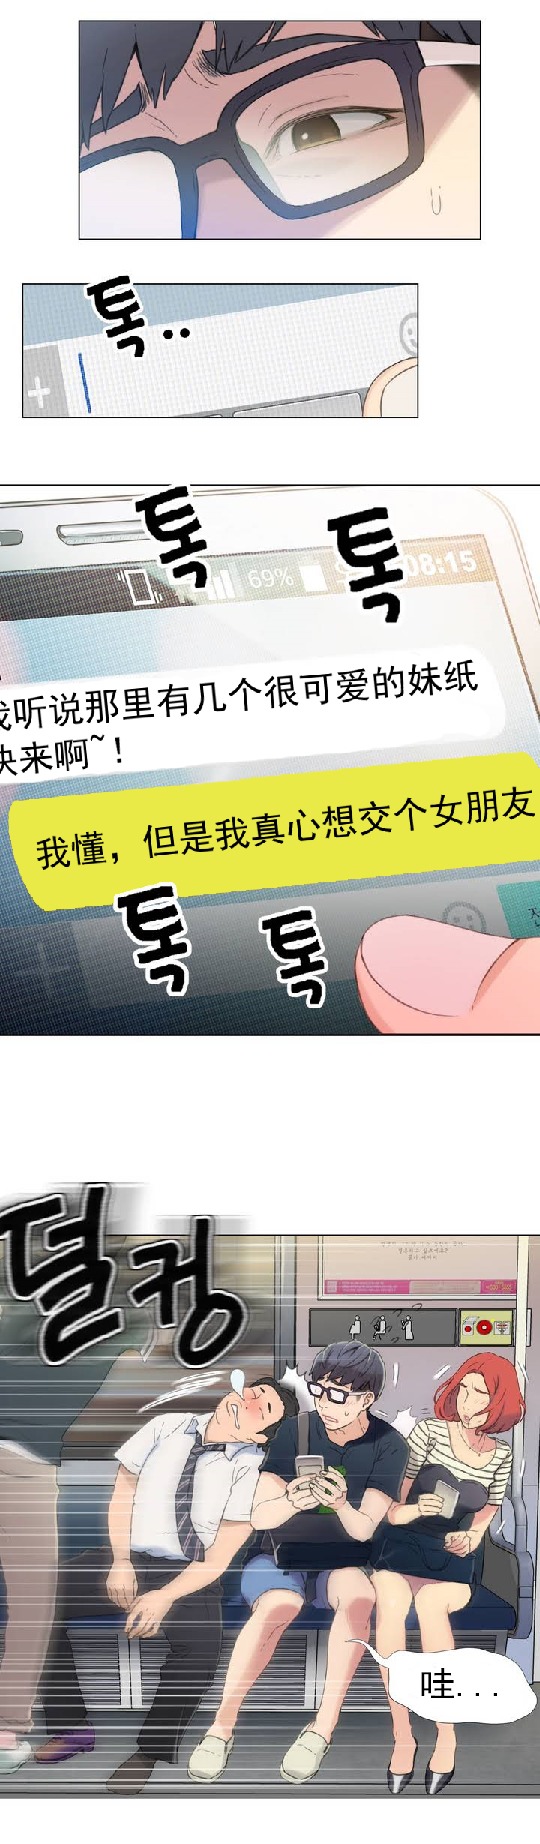 톡..
톡
톡
69%
08:15
我听说那里有几个很可爱的妹纸
快来啊~!
我懂，但是我真心想交个女朋友
톡
톡
덜컹
哇...